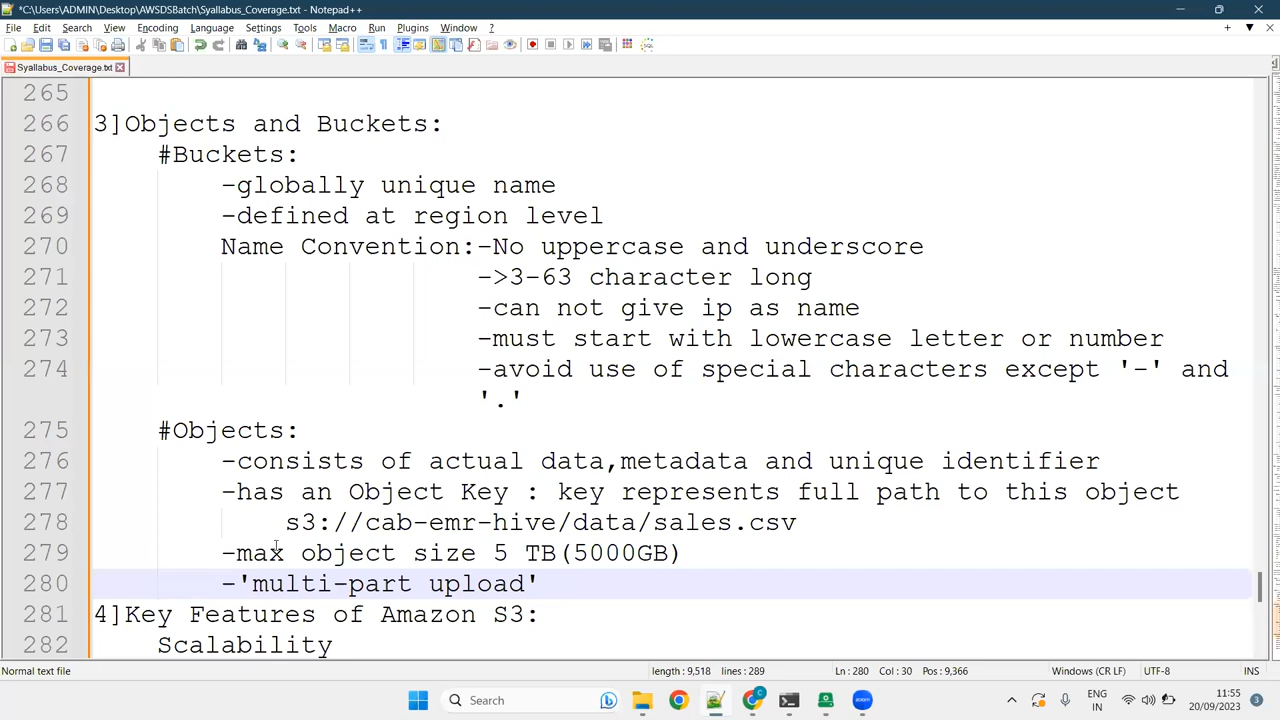 *C:\Users\ADMIN\Desktop\AWSDSBatch\Syallabus_Coverage.txt - Notepad++
File Edit Search View Encoding Language Settings Tools Macro Run Plugins Window ?
Syallabus_Coverage.txt
265
266 3]Objects and Buckets:
267 #Buckets:
268 -globally unique name
269 -defined at region level
270 Name Convention:-No uppercase and underscore
271 ->3-63 character long
272 -can not give ip as name
273 -must start with lowercase letter or number
274 -avoid use of special characters except '-' and
'.'
275 #Objects:
276 -consists of actual data,metadata and unique identifier
277 -has an Object Key : key represents full path to this object
278 s3://cab-emr-hive/data/sales.csv
279 -max object size 5 TB(5000GB)
280 -'multi-part upload'
281 4]Key Features of Amazon S3:
282 Scalability
Normal text file length : 9,518 lines : 289 Ln : 280 Col : 30 Pos : 9,366 Windows (CR LF) UTF-8 INS
Search
ENG
IN
11:55
20/09/2023
3